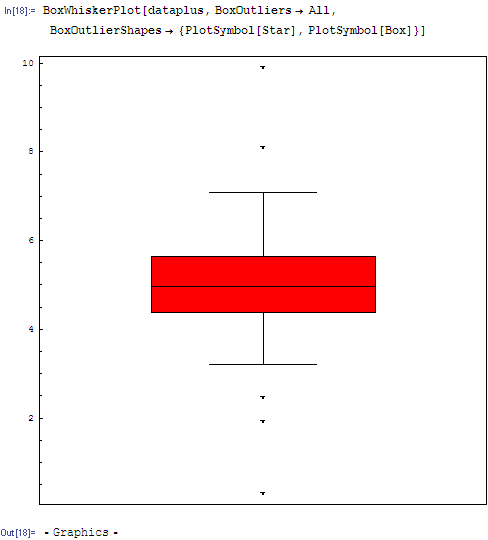 In[18]:= BoxWhiskerPlot[dataplus, BoxOutliers → All,
BoxOutlierShapes → {PlotSymbol[Star], PlotSymbol[Box]}]
10
8
6
4
2
Out[18]= - Graphics -